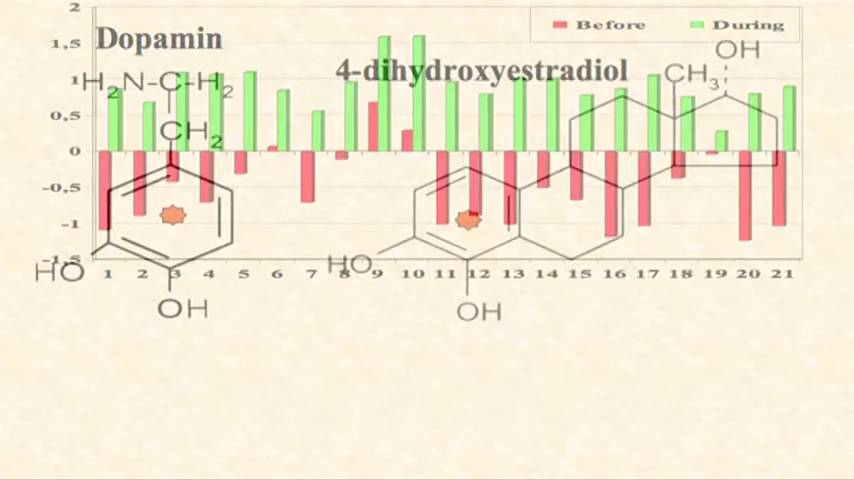 2
Before During
1,5
Dopamin
OH
4-dihydroxyestradiol
1
H2N-C-H2
CH3
0,5
CH2
0
-0,5
-1
-1,5
HO
HO
1 2 3 4 5 6 7 8 9 10 11 12 13 14 15 16 17 18 19 20 21
OH
OH